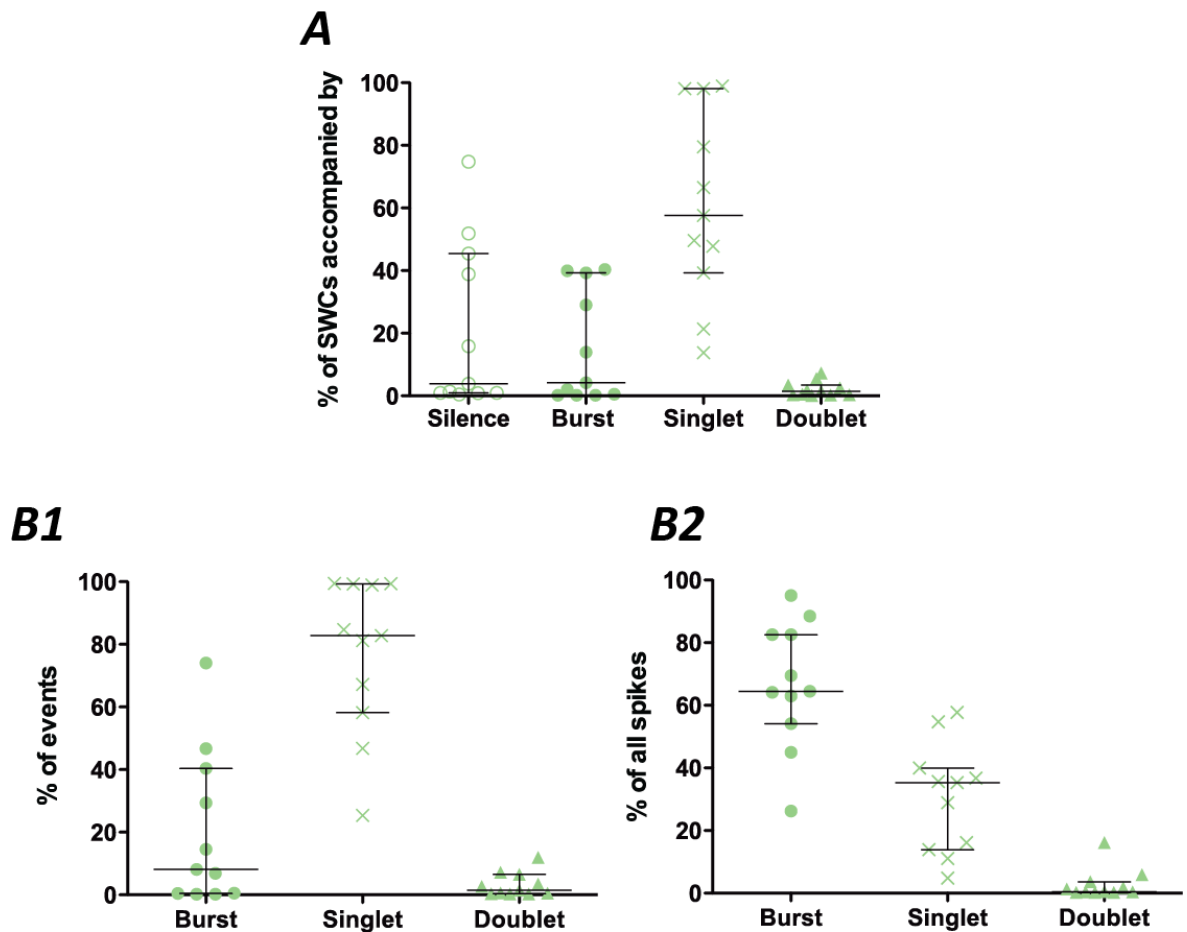 A
% of SWCs accompanied by
100
80
60
40
20
0
Silence Burst Singlet Doublet
B1
% of events
100
80
60
40
20
0
Burst Singlet Doublet
B2
% of all spikes
100
80
60
40
20
0
Burst Singlet Doublet